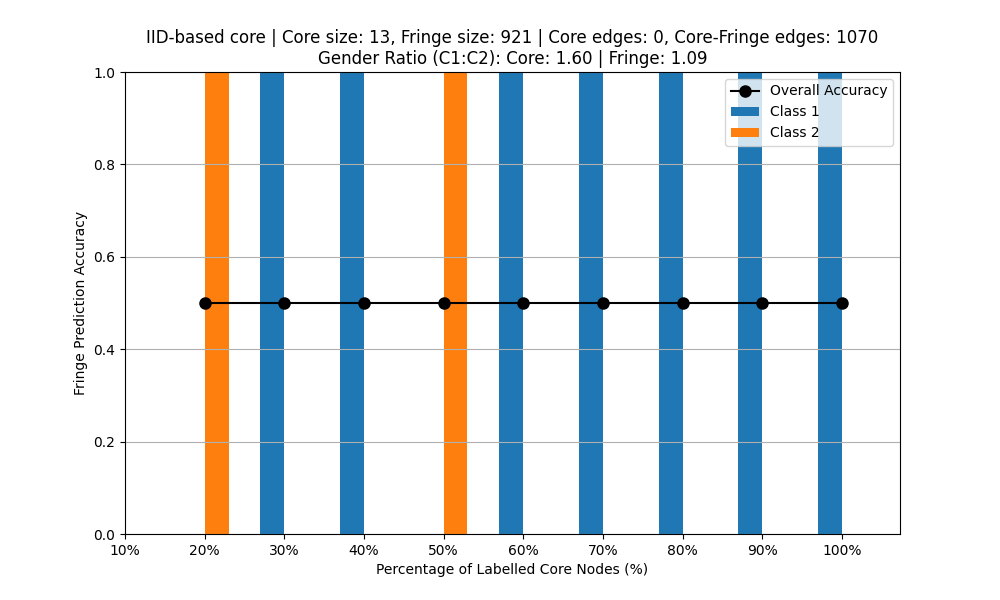 IID-based core | Core size: 13, Fringe size: 921 | Core edges: 0, Core-Fringe edges: 1070
Gender Ratio (C1:C2): Core: 1.60 | Fringe: 1.09
Overall Accuracy
Class 1
Class 2
Fringe Prediction Accuracy
1.0
0.8
0.6
0.4
0.2
0.0
10%
20%
30%
40%
50%
60%
70%
80%
90%
100%
Percentage of Labelled Core Nodes (%)